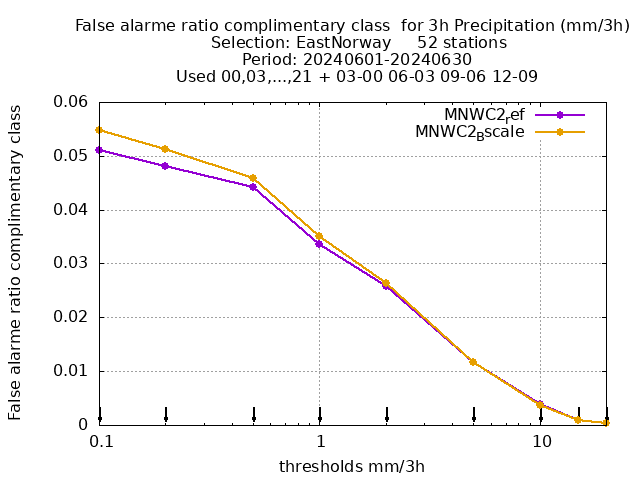 False alarme ratio complimentary class  for 3h Precipitation (mm/3h)
Selection: EastNorway     52 stations
Period: 20240601-20240630
Used 00,03,...,21 + 03-00 06-03 09-06 12-09
MNWC2ref
MNWC2Bscale
False alarme ratio complimentary class
0.06
0.05
0.04
0.03
0.02
0.01
0
0.1 1 10
thresholds mm/3h